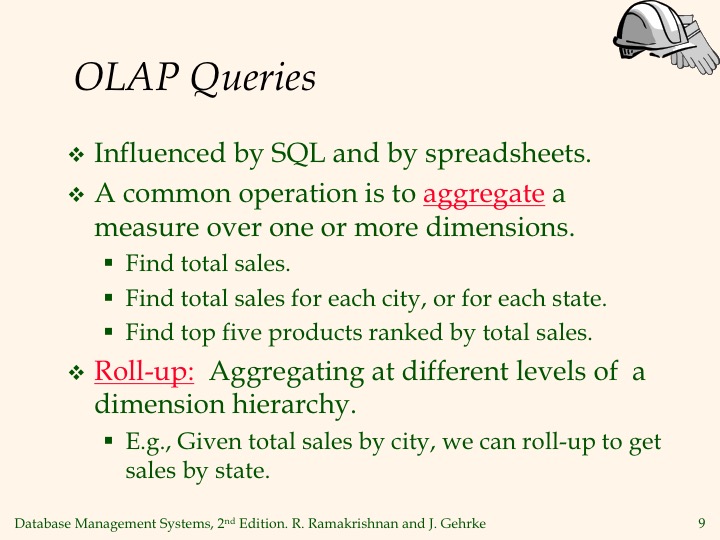 OLAP Queries
❖ Influenced by SQL and by spreadsheets.
❖ A common operation is to aggregate a
measure over one or more dimensions.
▪ Find total sales.
▪ Find total sales for each city, or for each state.
▪ Find top five products ranked by total sales.
❖ Roll-up: Aggregating at different levels of a
dimension hierarchy.
▪ E.g., Given total sales by city, we can roll-up to get
sales by state.
Database Management Systems, 2nd Edition. R. Ramakrishnan and J. Gehrke 9